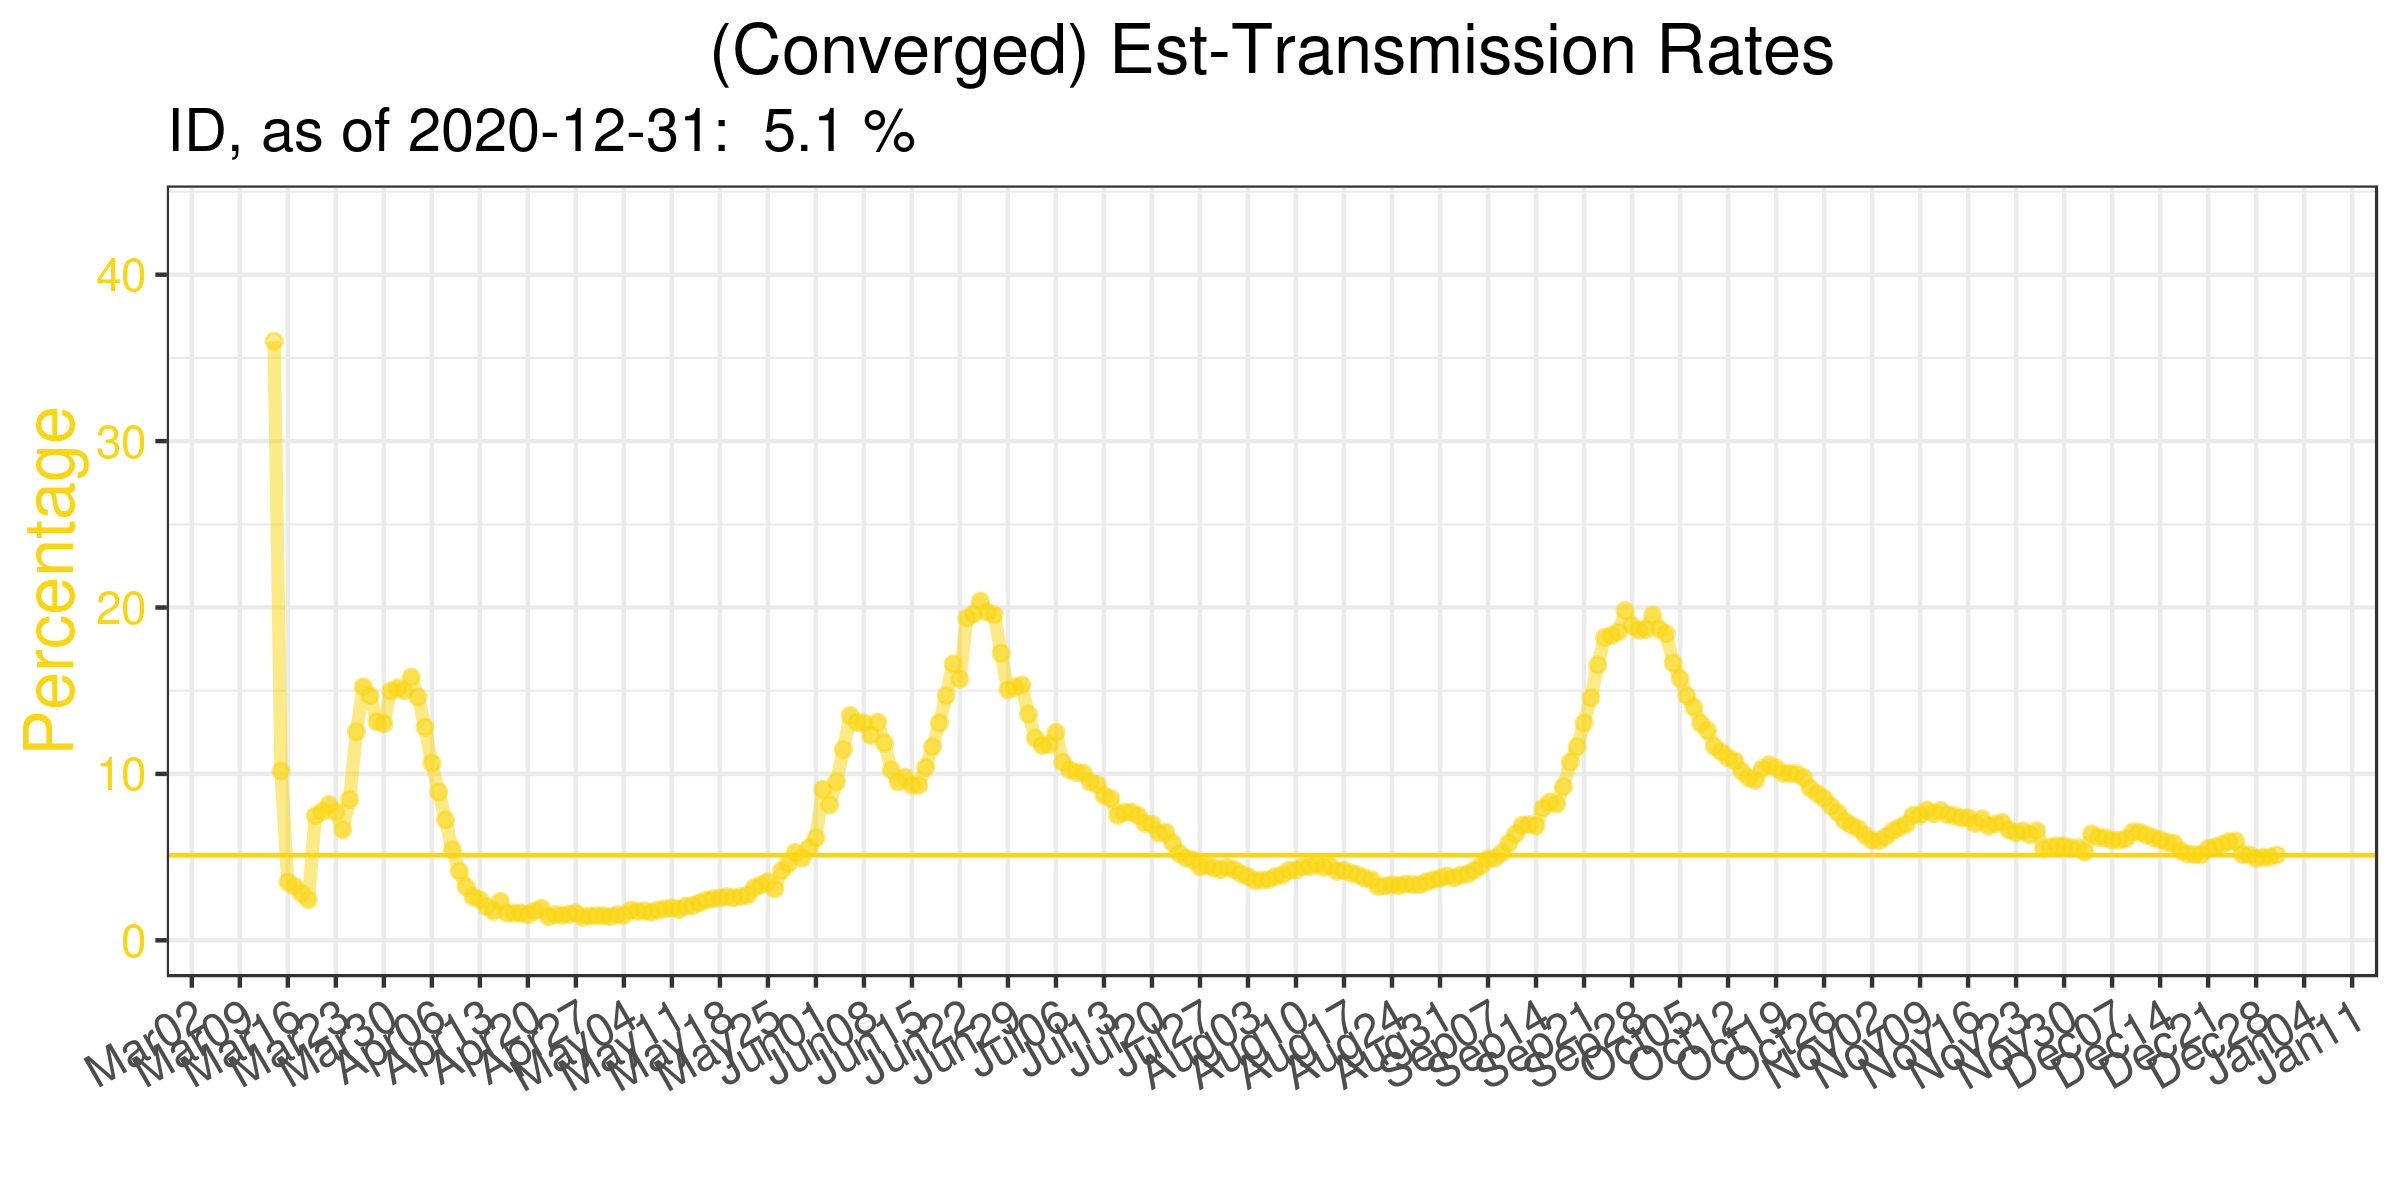 (Converged) Est-Transmission Rates
ID, as of 2020-12-31:  5.1 %
Percentage
40
30
20
10
0
Mar02
Mar09
Mar16
Mar23
Mar30
Apr06
Apr13
Apr20
Apr27
May04
May11
May18
May25
Jun01
Jun08
Jun15
Jun22
Jun29
Jul06
Jul13
Jul20
Jul27
Aug03
Aug10
Aug17
Aug24
Aug31
Sep07
Sep14
Sep21
Sep28
Oct05
Oct12
Oct19
Oct26
Nov02
Nov09
Nov16
Nov23
Nov30
Dec07
Dec14
Dec21
Dec28
Jan04
Jan11